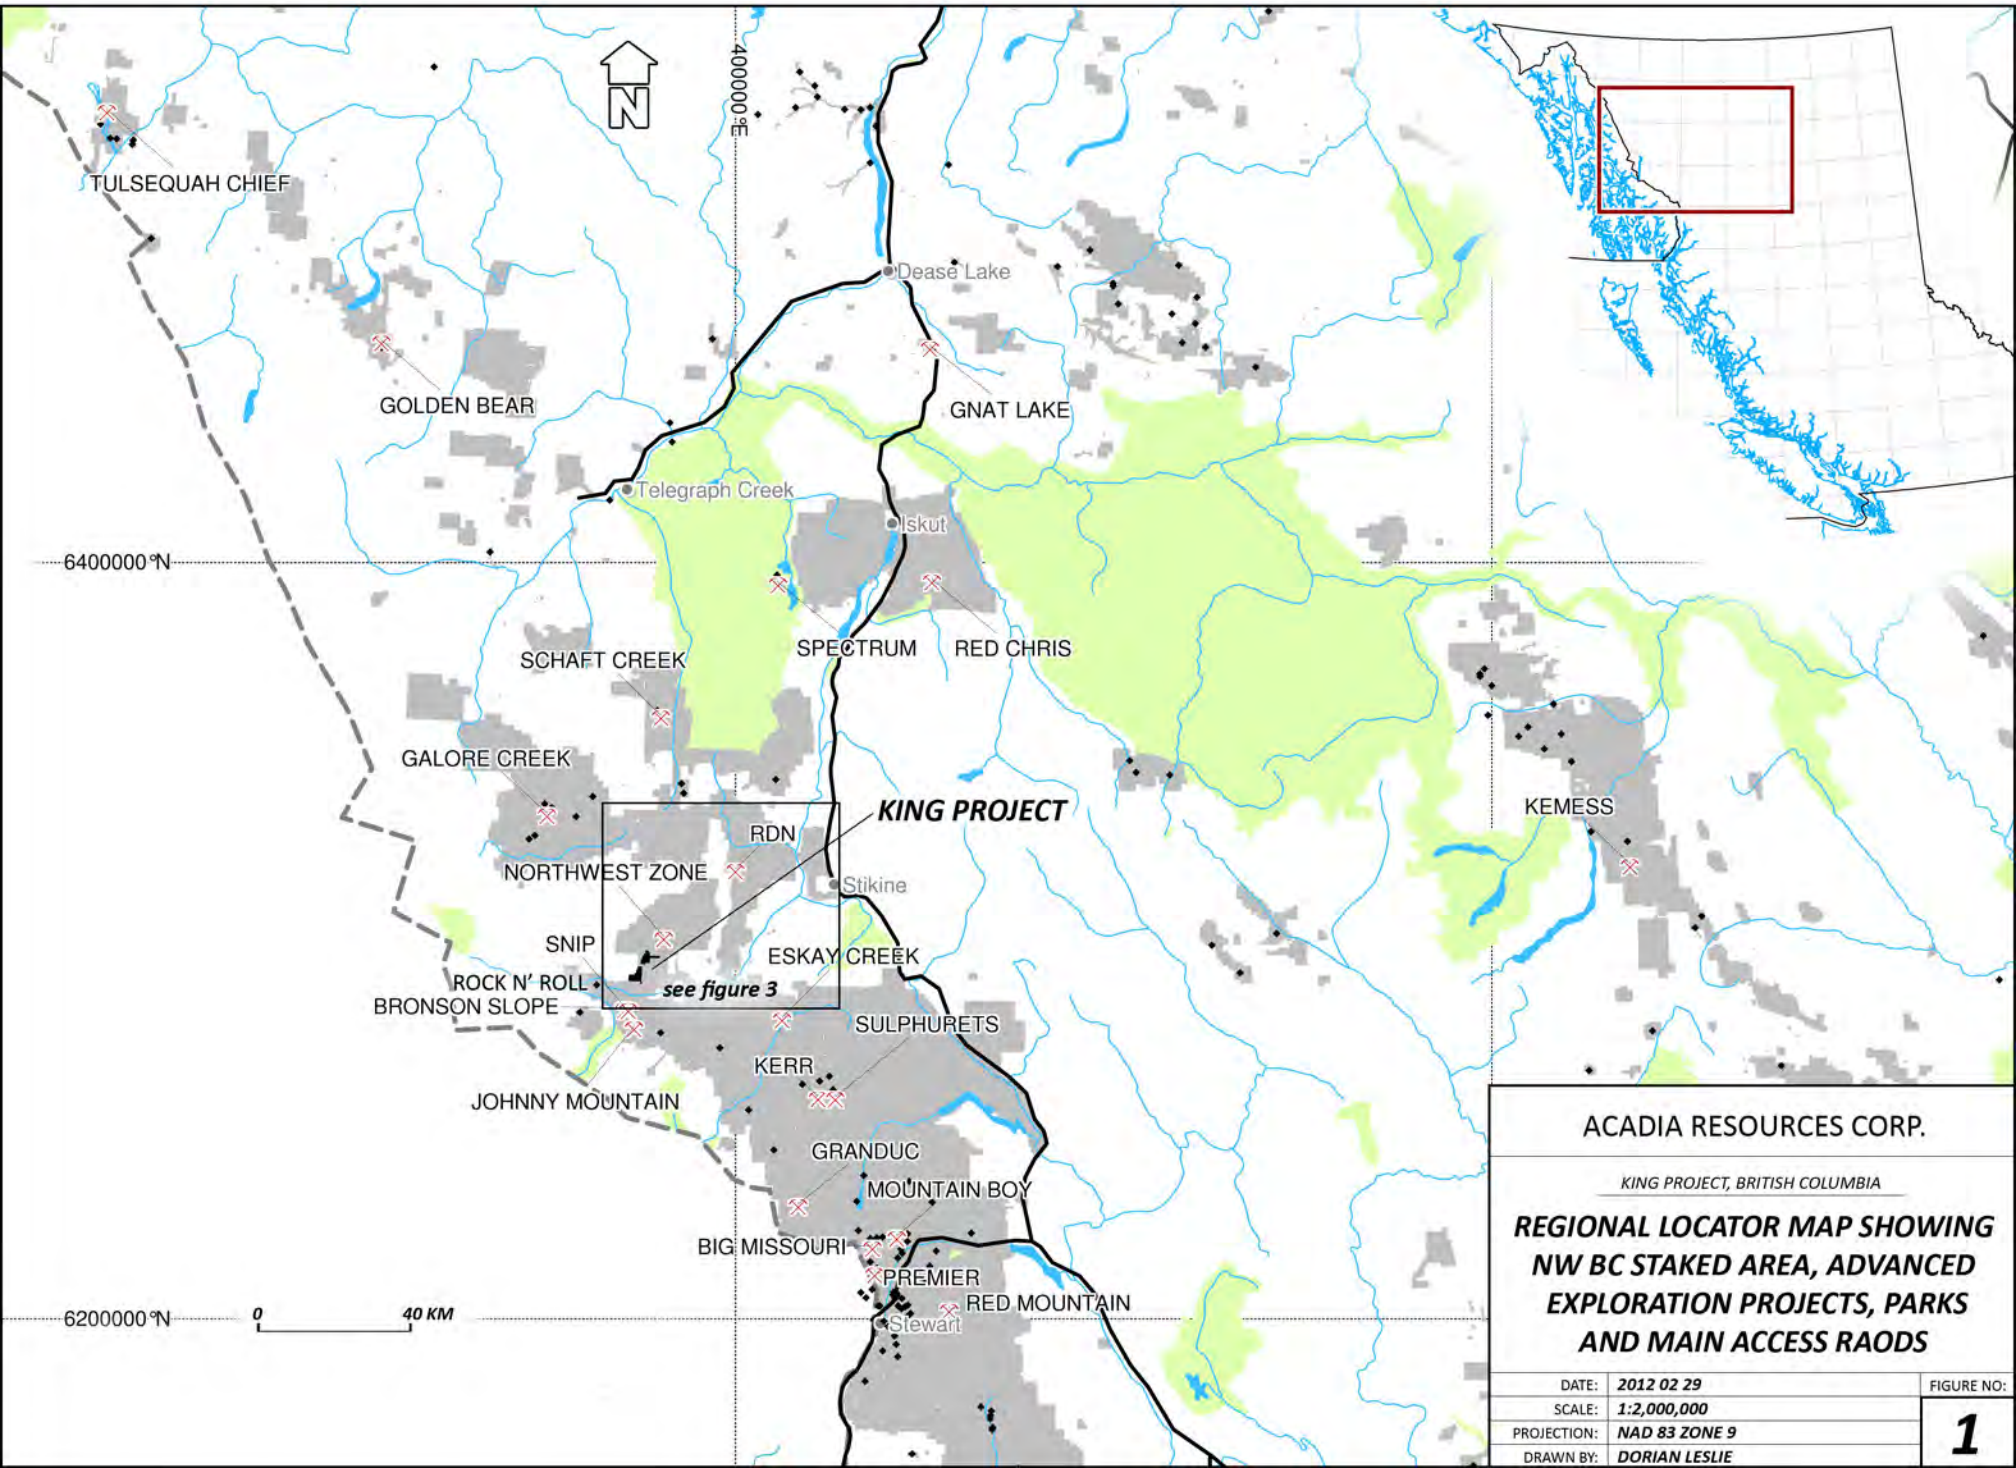 N
400000°E
TULSEQUAH CHIEF
Dease Lake
GOLDEN BEAR
GNAT LAKE
Telegraph Creek
Iskut
6400000°N
SPECTRUM
RED CHRIS
SCHAFT CREEK
GALORE CREEK
KING PROJECT
KEMESS
RDN
NORTHWEST ZONE
Stikine
SNIP
ESKAY CREEK
ROCK N' ROLL
see figure 3
BRONSON SLOPE
SULPHURETS
KERR
JOHNNY MOUNTAIN
GRANDUC
MOUNTAIN BOY
BIG MISSOURI
PREMIER
RED MOUNTAIN
6200000°N
0 40 KM
Stewart
ACADIA RESOURCES CORP.
KING PROJECT, BRITISH COLUMBIA
REGIONAL LOCATOR MAP SHOWING
NW BC STAKED AREA, ADVANCED
EXPLORATION PROJECTS, PARKS
AND MAIN ACCESS RAODS
DATE: 2012 02 29
SCALE: 1:2,000,000
PROJECTION: NAD 83 ZONE 9
DRAWN BY: DORIAN LESLIE
FIGURE NO:
1